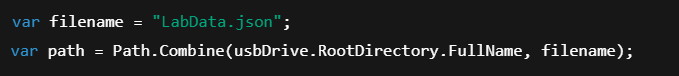 var filename = "LabData.json";
var path = Path.Combine(usbDrive.RootDirectory.FullName, filename);